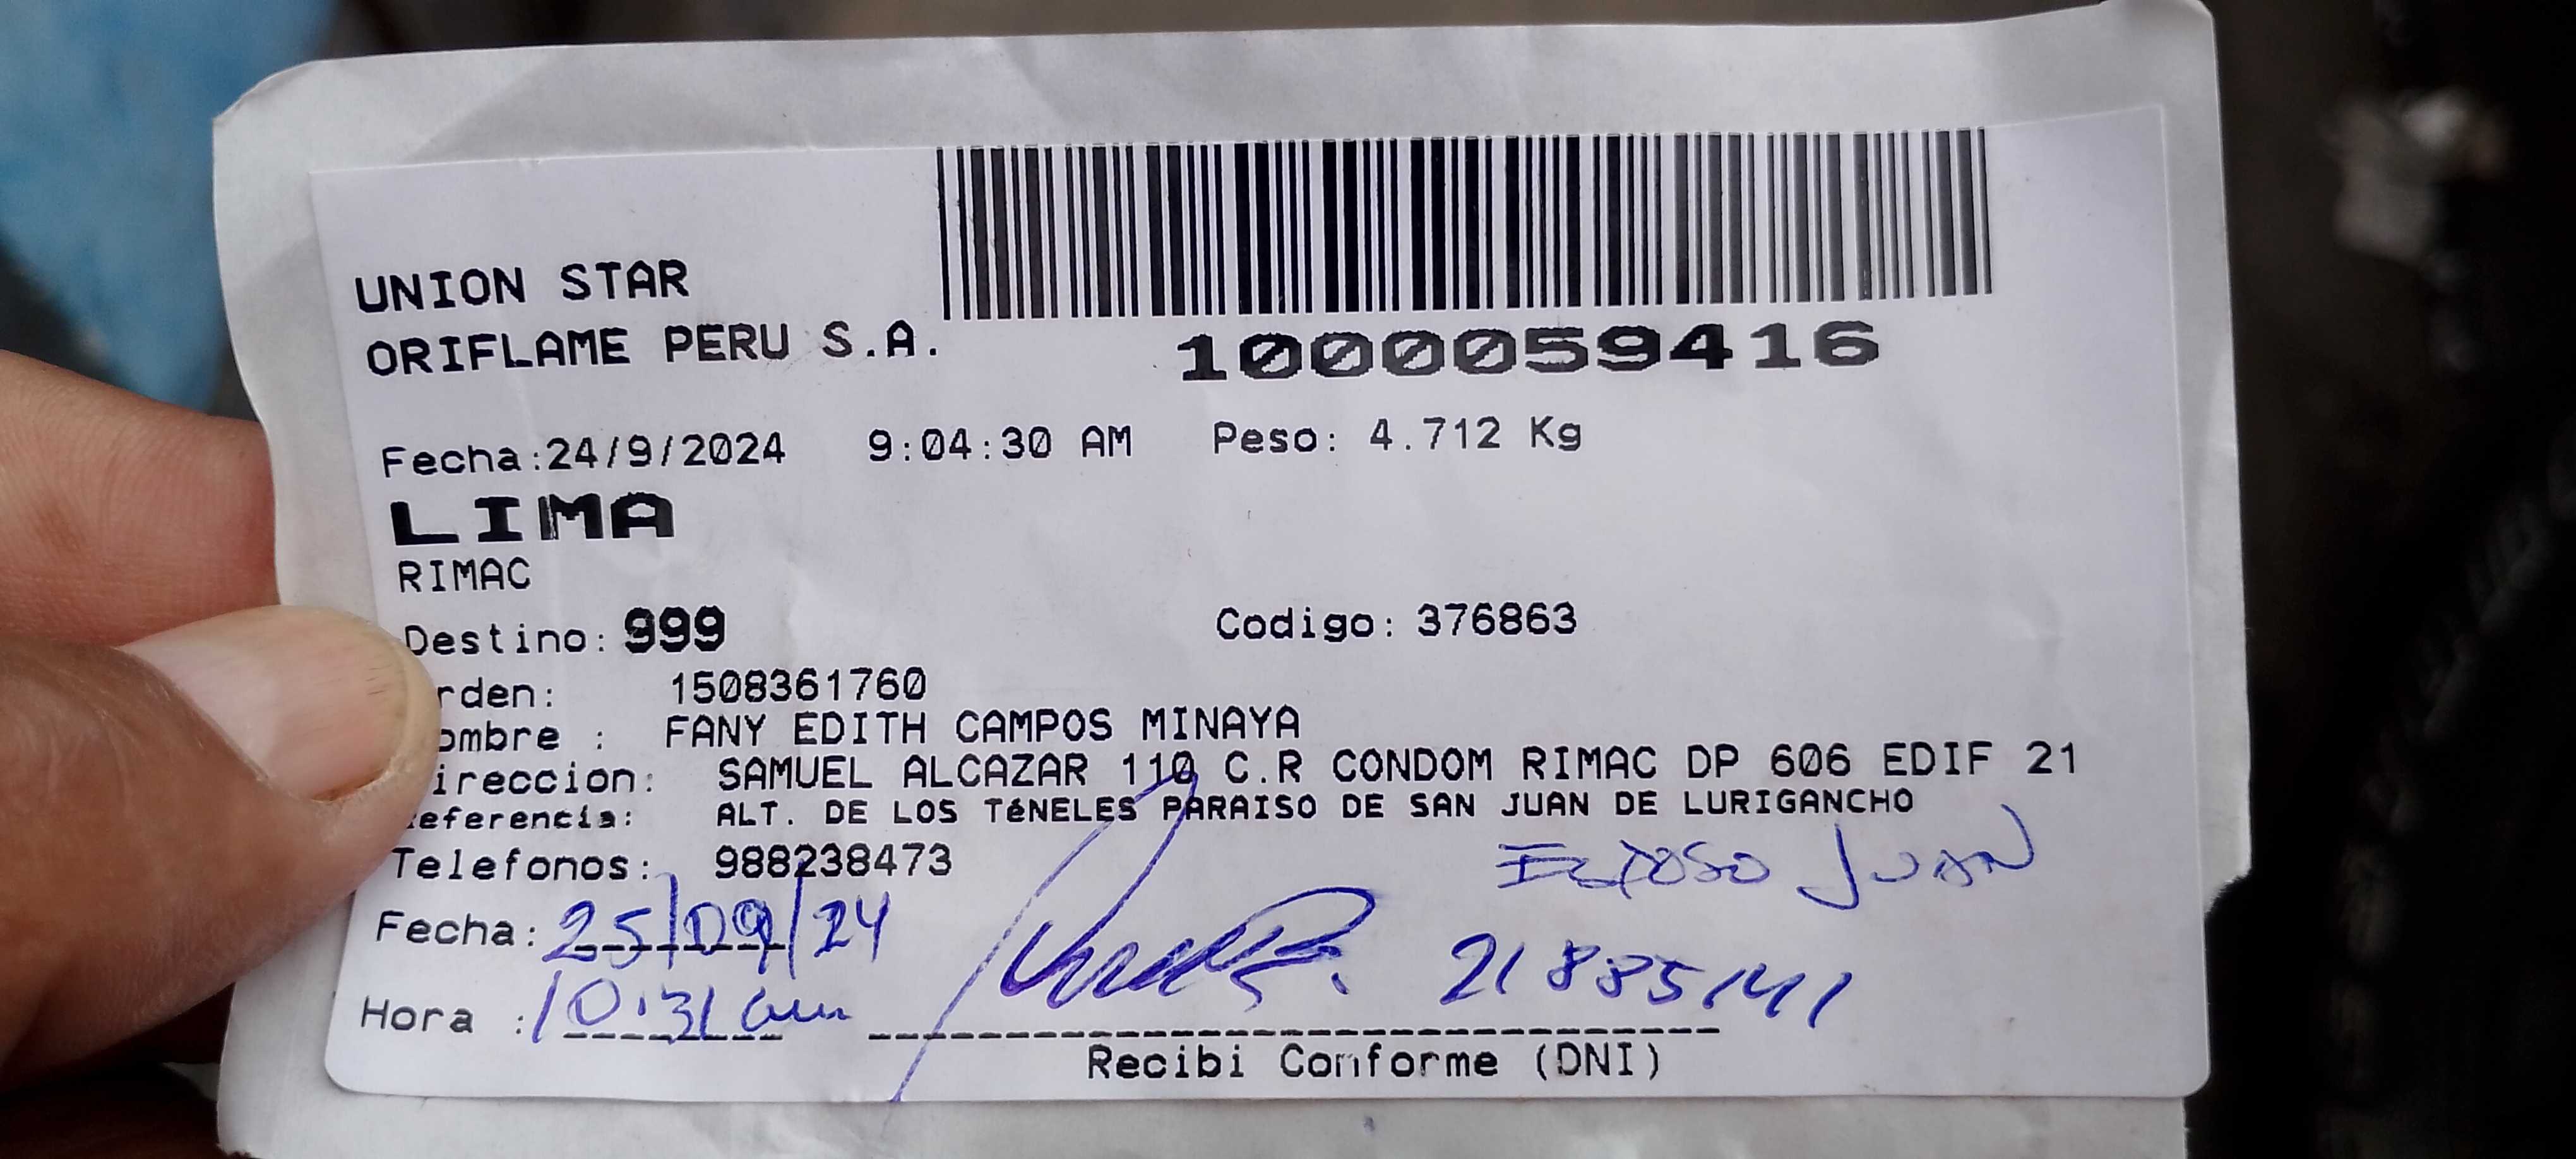 UNION STAR
ORIFLAME PERU S.A.
1000059416
Fecha:24/9/2024 9:04:30 AM Peso: 4.712 Kg
LIMA
RIMAC
Destino: 999 Codigo: 376863
rden: 1508361760
ombre : FANY EDITH CAMPOS MINAYA
ireccion: SAMUEL ALCAZAR 110 C.R CONDOM RIMAC DP 606 EDIF 21
eferencia: ALT. DE LOS TéNELES PARAISO DE SAN JUAN DE LURIGANCHO
Telefonos: 988238473
JUAN
Fecha: 25/09/24
21885141
Hora : 10:31 am
Recibi Conforme (DNI)